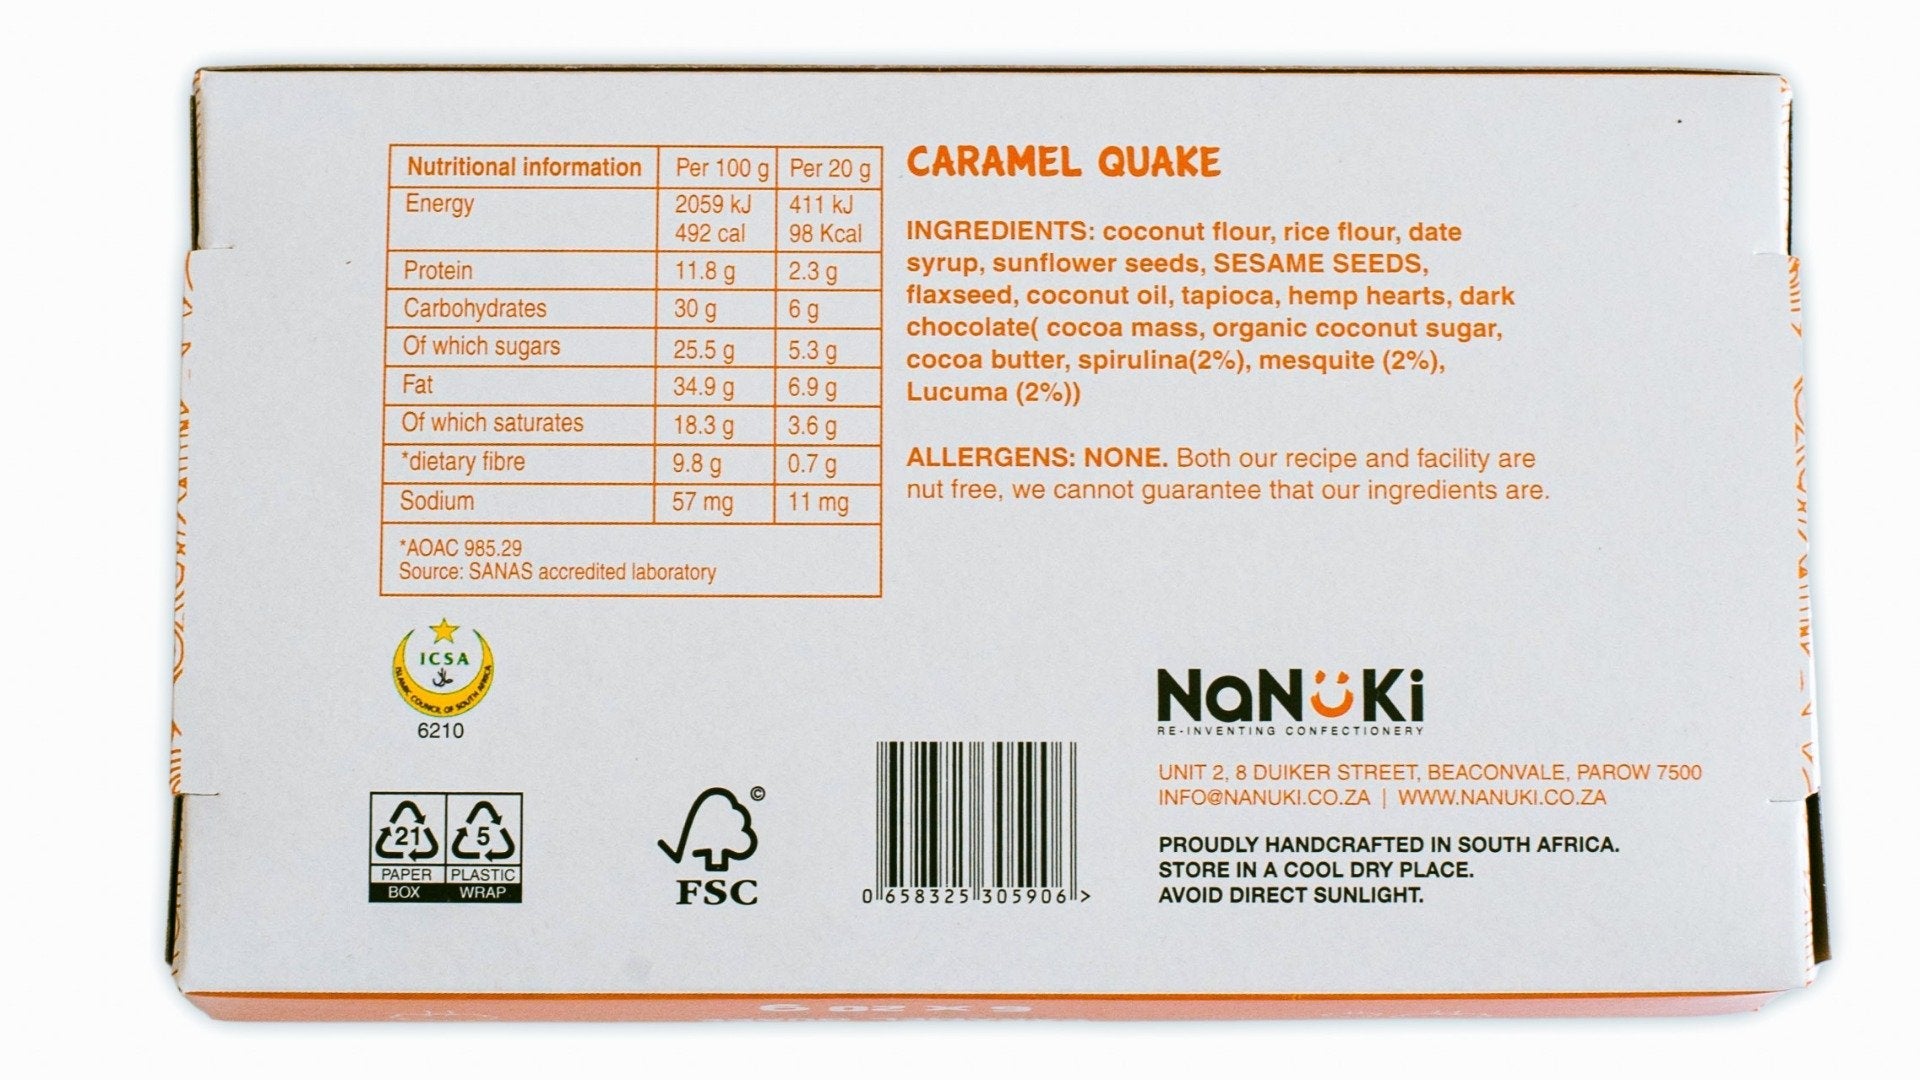 Nutritional information Per 100 g Per 20 g
Energy 2059 kJ 411 kJ
492 cal 98 Kcal
Protein 11.8 g 2.3 g
Carbohydrates 30 g 6 g
Of which sugars 25.5 g 5.3 g
Fat 34.9 g 6.9 g
Of which saturates 18.3 g 3.6 g
*dietary fibre 9.8 g 0.7 g
Sodium 57 mg 11 mg
*AOAC 985.29
Source: SANAS accredited laboratory
CARAMEL QUAKE
INGREDIENTS: coconut flour, rice flour, date
syrup, sunflower seeds, SESAME SEEDS,
flaxseed, coconut oil, tapioca, hemp hearts, dark
chocolate( cocoa mass, organic coconut sugar,
cocoa butter, spirulina(2%), mesquite (2%),
Lucuma (2%))
ALLERGENS: NONE. Both our recipe and facility are
nut free, we cannot guarantee that our ingredients are.
ICSA
ISLAMIC COUNCIL OF SOUTH AFRICA
6210
21 5
PAPER PLASTIC
BOX WRAP
©
FSC
0 658325 305906 >
NaNüKi
RE-INVENTING CONFECTIONERY
UNIT 2, 8 DUIKER STREET, BEACONVALE, PAROW 7500
INFO@NANUKI.CO.ZA | WWW.NANUKI.CO.ZA
PROUDLY HANDCRAFTED IN SOUTH AFRICA.
STORE IN A COOL DRY PLACE.
AVOID DIRECT SUNLIGHT.